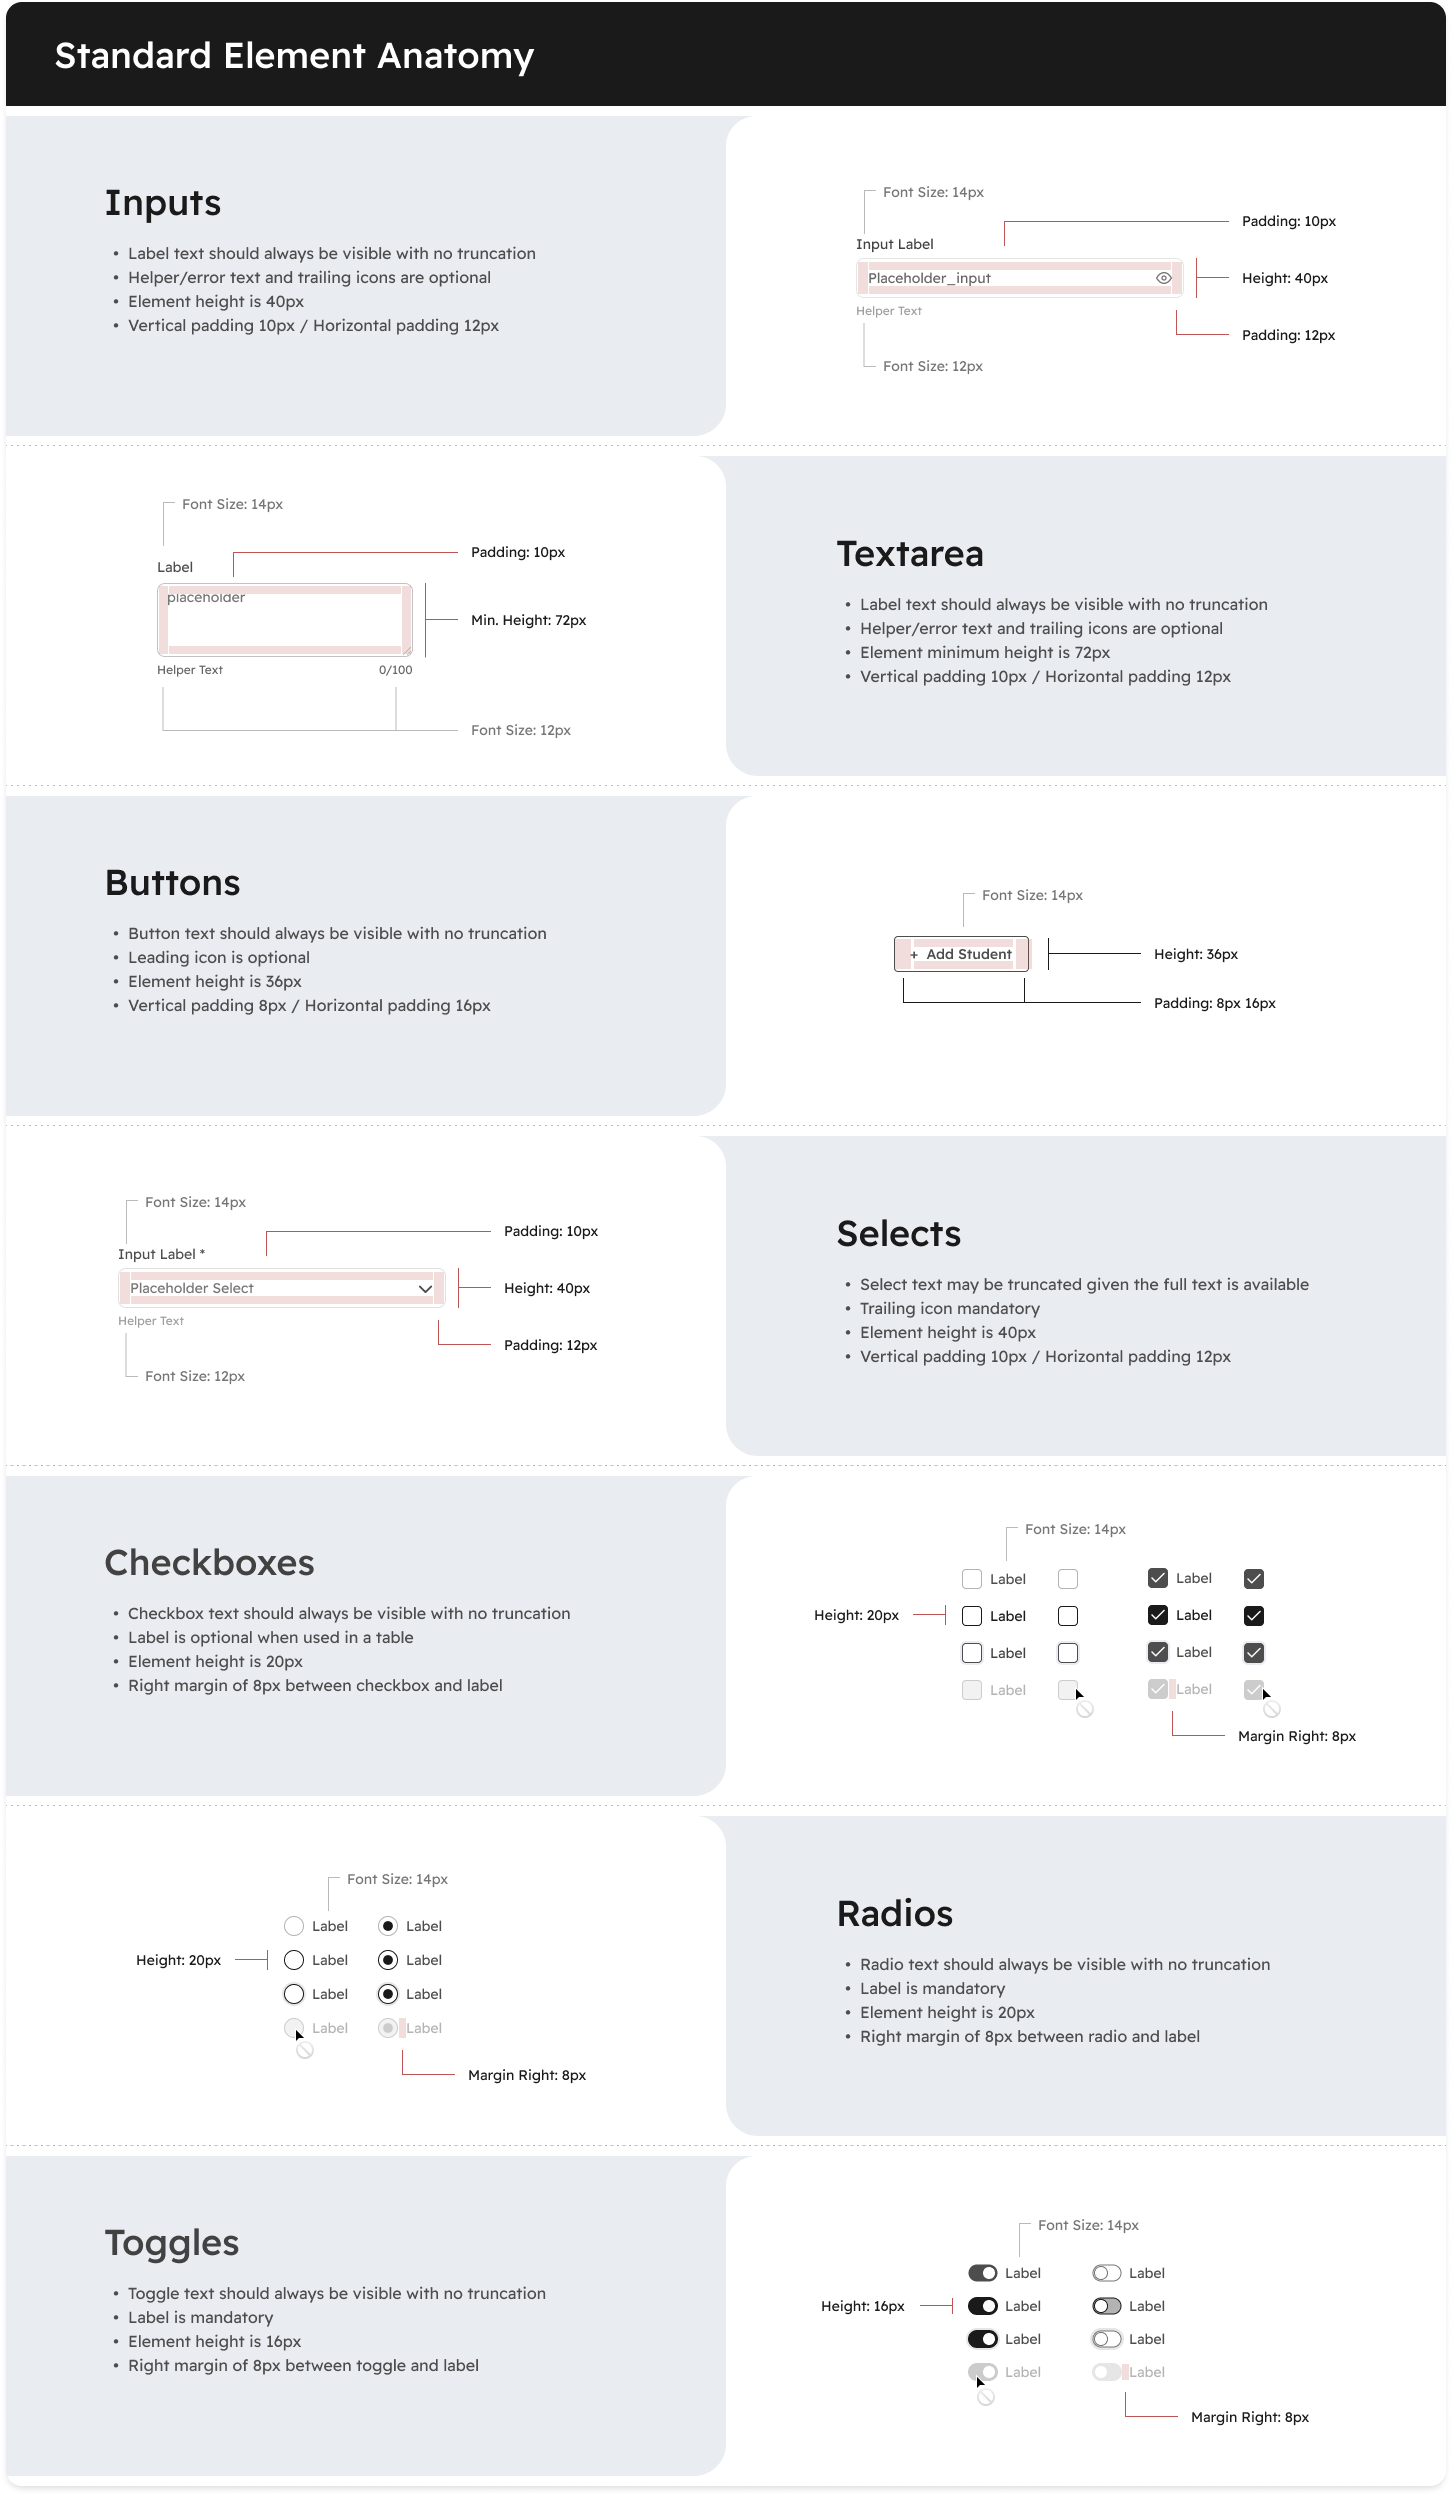 Standard Element Anatomy
Inputs
• Label text should always be visible with no truncation
• Helper/error text and trailing icons are optional
• Element height is 40px
• Vertical padding 10px / Horizontal padding 12px
Font Size: 14px
Padding: 10px
Input Label
Placeholder_input
Height: 40px
Helper Text
Padding: 12px
Font Size: 12px
Font Size: 14px
Padding: 10px
Label
placeholder
Min. Height: 72px
Helper Text 0/100
Font Size: 12px
Textarea
• Label text should always be visible with no truncation
• Helper/error text and trailing icons are optional
• Element minimum height is 72px
• Vertical padding 10px / Horizontal padding 12px
Buttons
• Button text should always be visible with no truncation
• Leading icon is optional
• Element height is 36px
• Vertical padding 8px / Horizontal padding 16px
Font Size: 14px
+ Add Student
Height: 36px
Padding: 8px 16px
Font Size: 14px
Padding: 10px
Input Label *
Placeholder Select
Height: 40px
Helper Text
Padding: 12px
Font Size: 12px
Selects
• Select text may be truncated given the full text is available
• Trailing icon mandatory
• Element height is 40px
• Vertical padding 10px / Horizontal padding 12px
Checkboxes
• Checkbox text should always be visible with no truncation
• Label is optional when used in a table
• Element height is 20px
• Right margin of 8px between checkbox and label
Font Size: 14px
Label Label
Height: 20px Label Label
Label Label
Label Label
Margin Right: 8px
Font Size: 14px
Label Label
Height: 20px Label Label
Label Label
Label Label
Margin Right: 8px
Radios
• Radio text should always be visible with no truncation
• Label is mandatory
• Element height is 20px
• Right margin of 8px between radio and label
Toggles
• Toggle text should always be visible with no truncation
• Label is mandatory
• Element height is 16px
• Right margin of 8px between toggle and label
Font Size: 14px
Label Label
Height: 16px Label Label
Label Label
Label Label
Margin Right: 8px